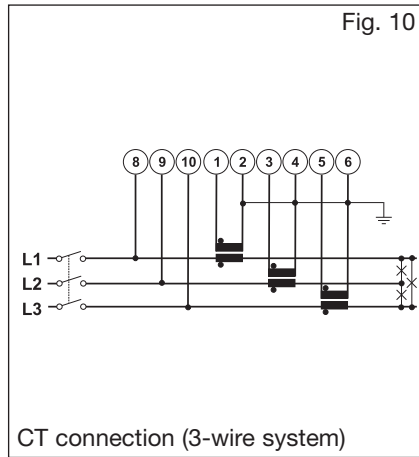 Fig. 10
8 9 10 1 2 3 4 5 6
L1
L2
L3
CT connection (3-wire system)